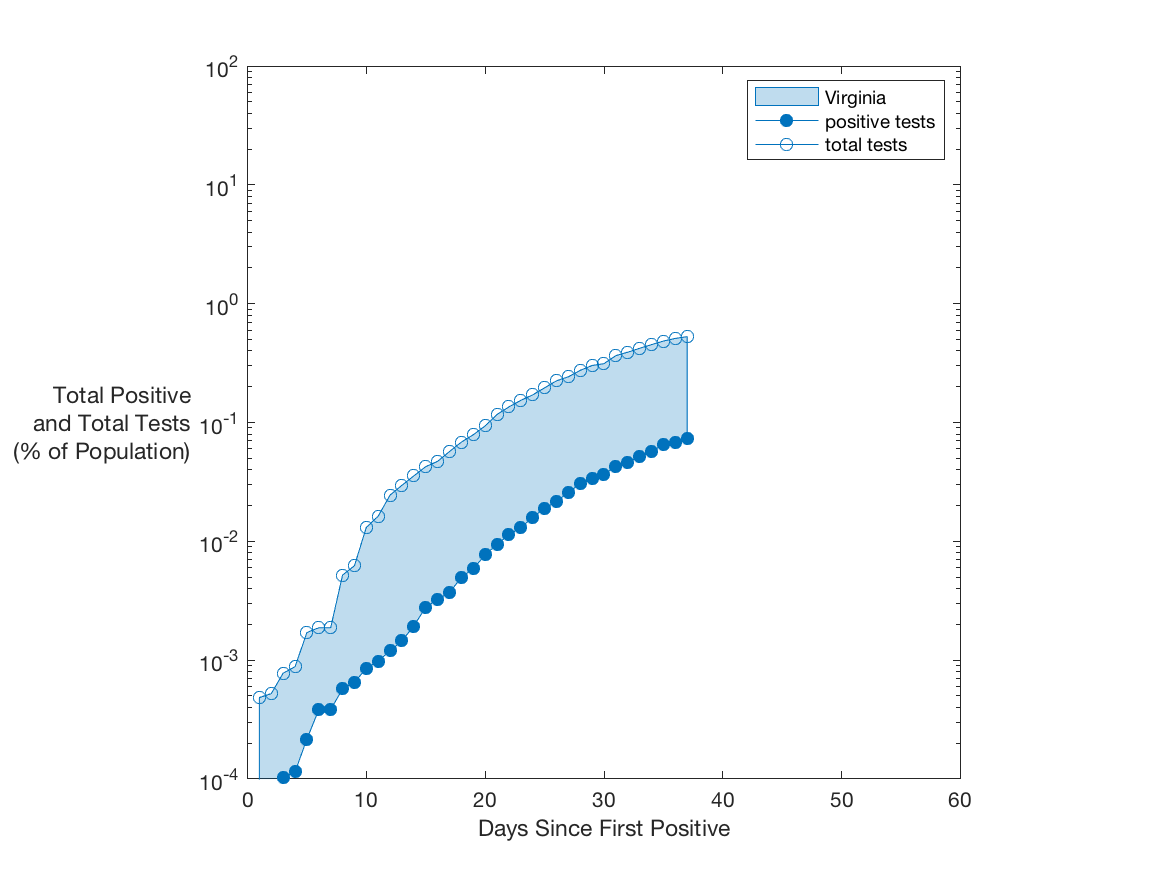 10^2
10^1
10^0
10^-1
10^-2
10^-3
10^-4
Total Positive
and Total Tests
(% of Population)
Virginia
positive tests
total tests
0 10 20 30 40 50 60
Days Since First Positive